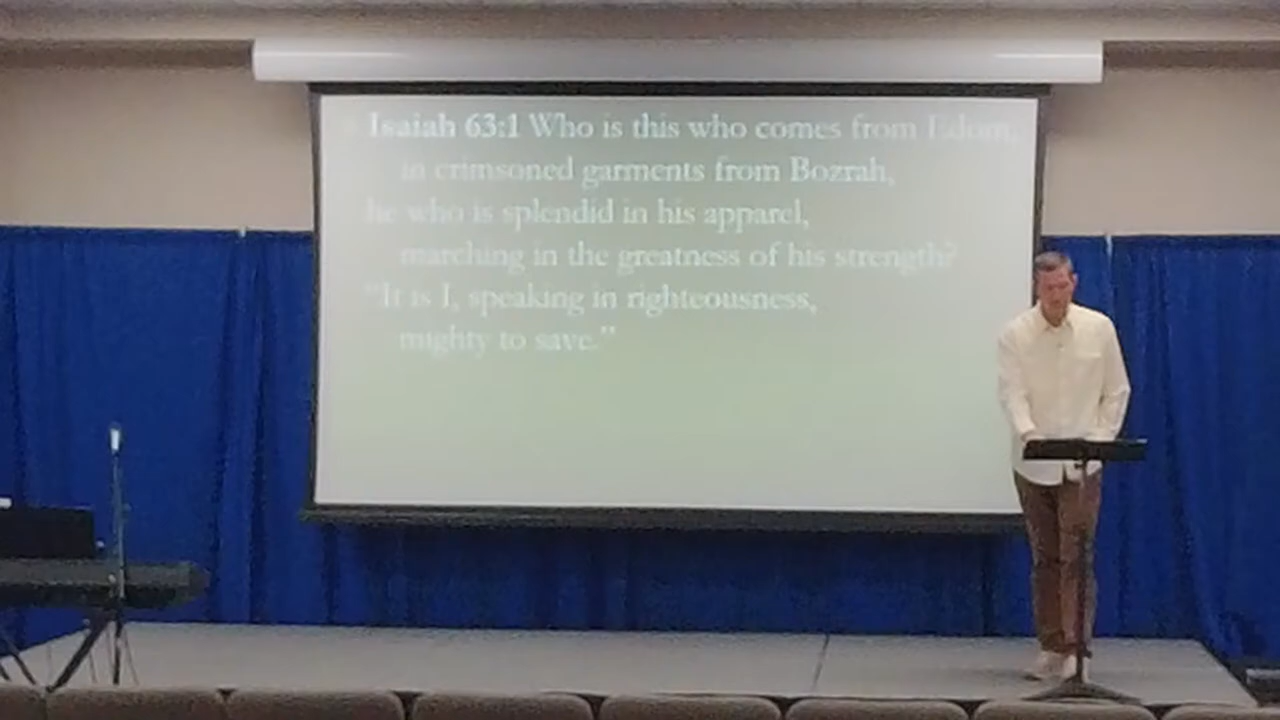 Isaiah 63:1 Who is this who comes from Edom,
in crimsoned garments from Bozrah,
he who is splendid in his apparel,
marching in the greatness of his strength?
"It is I, speaking in righteousness,
mighty to save."